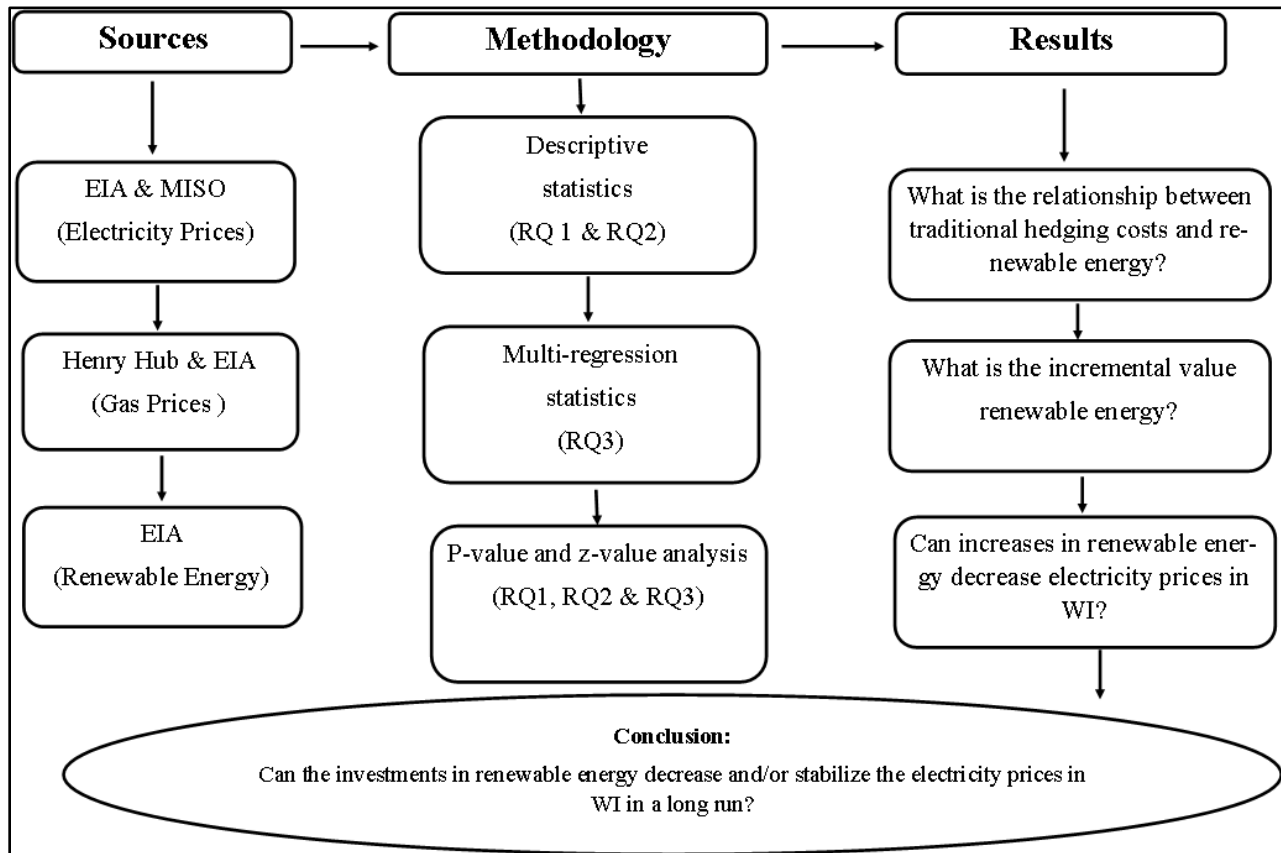 Sources
Methodology
Results
EIA & MISO
(Electricity Prices)
Henry Hub & EIA
(Gas Prices )
EIA
(Renewable Energy)
Descriptive
statistics
(RQ 1 & RQ2)
Multi-regression
statistics
(RQ3)
P-value and z-value analysis
(RQ1, RQ2 & RQ3)
What is the relationship between
traditional hedging costs and re-
newable energy?
What is the incremental value
renewable energy?
Can increases in renewable ener-
gy decrease electricity prices in
WI?
Conclusion:
Can the investments in renewable energy decrease and/or stabilize the electricity prices in
WI in a long run?